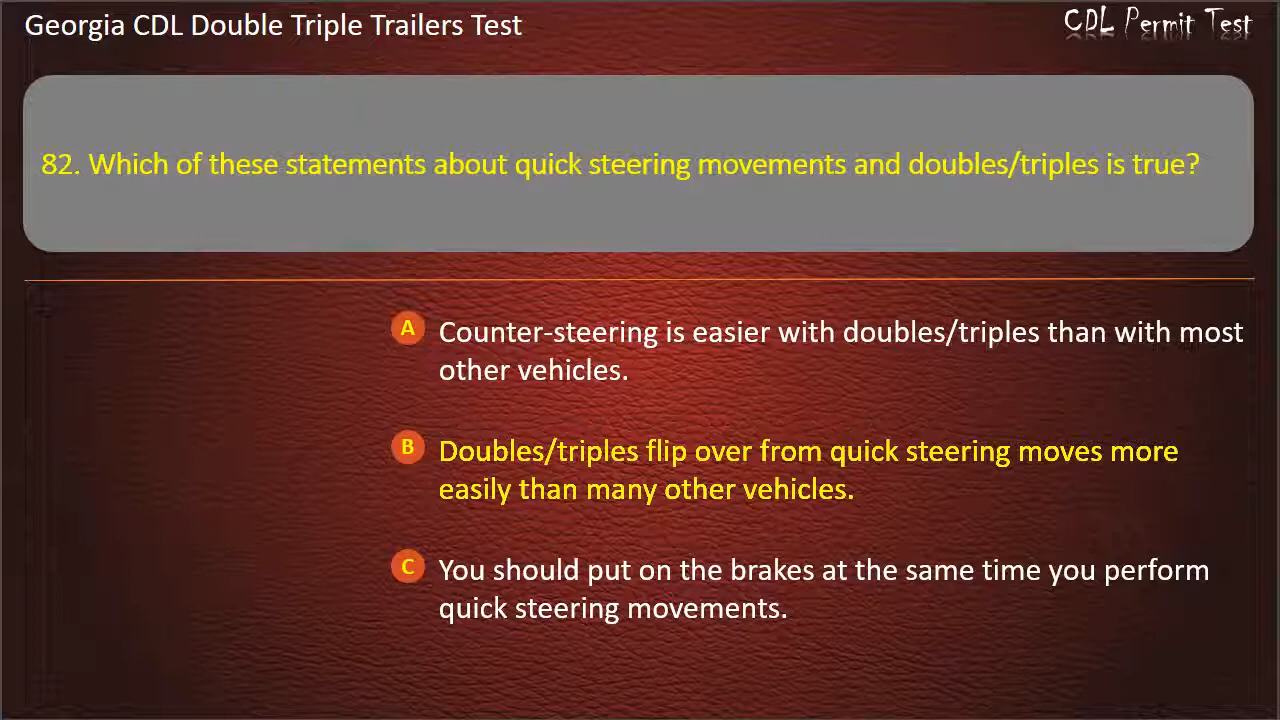 Georgia CDL Double Triple Trailers Test
CDL Permit Test
82. Which of these statements about quick steering movements and doubles/triples is true?
A Counter-steering is easier with doubles/triples than with most
other vehicles.
B Doubles/triples flip over from quick steering moves more
easily than many other vehicles.
C You should put on the brakes at the same time you perform
quick steering movements.